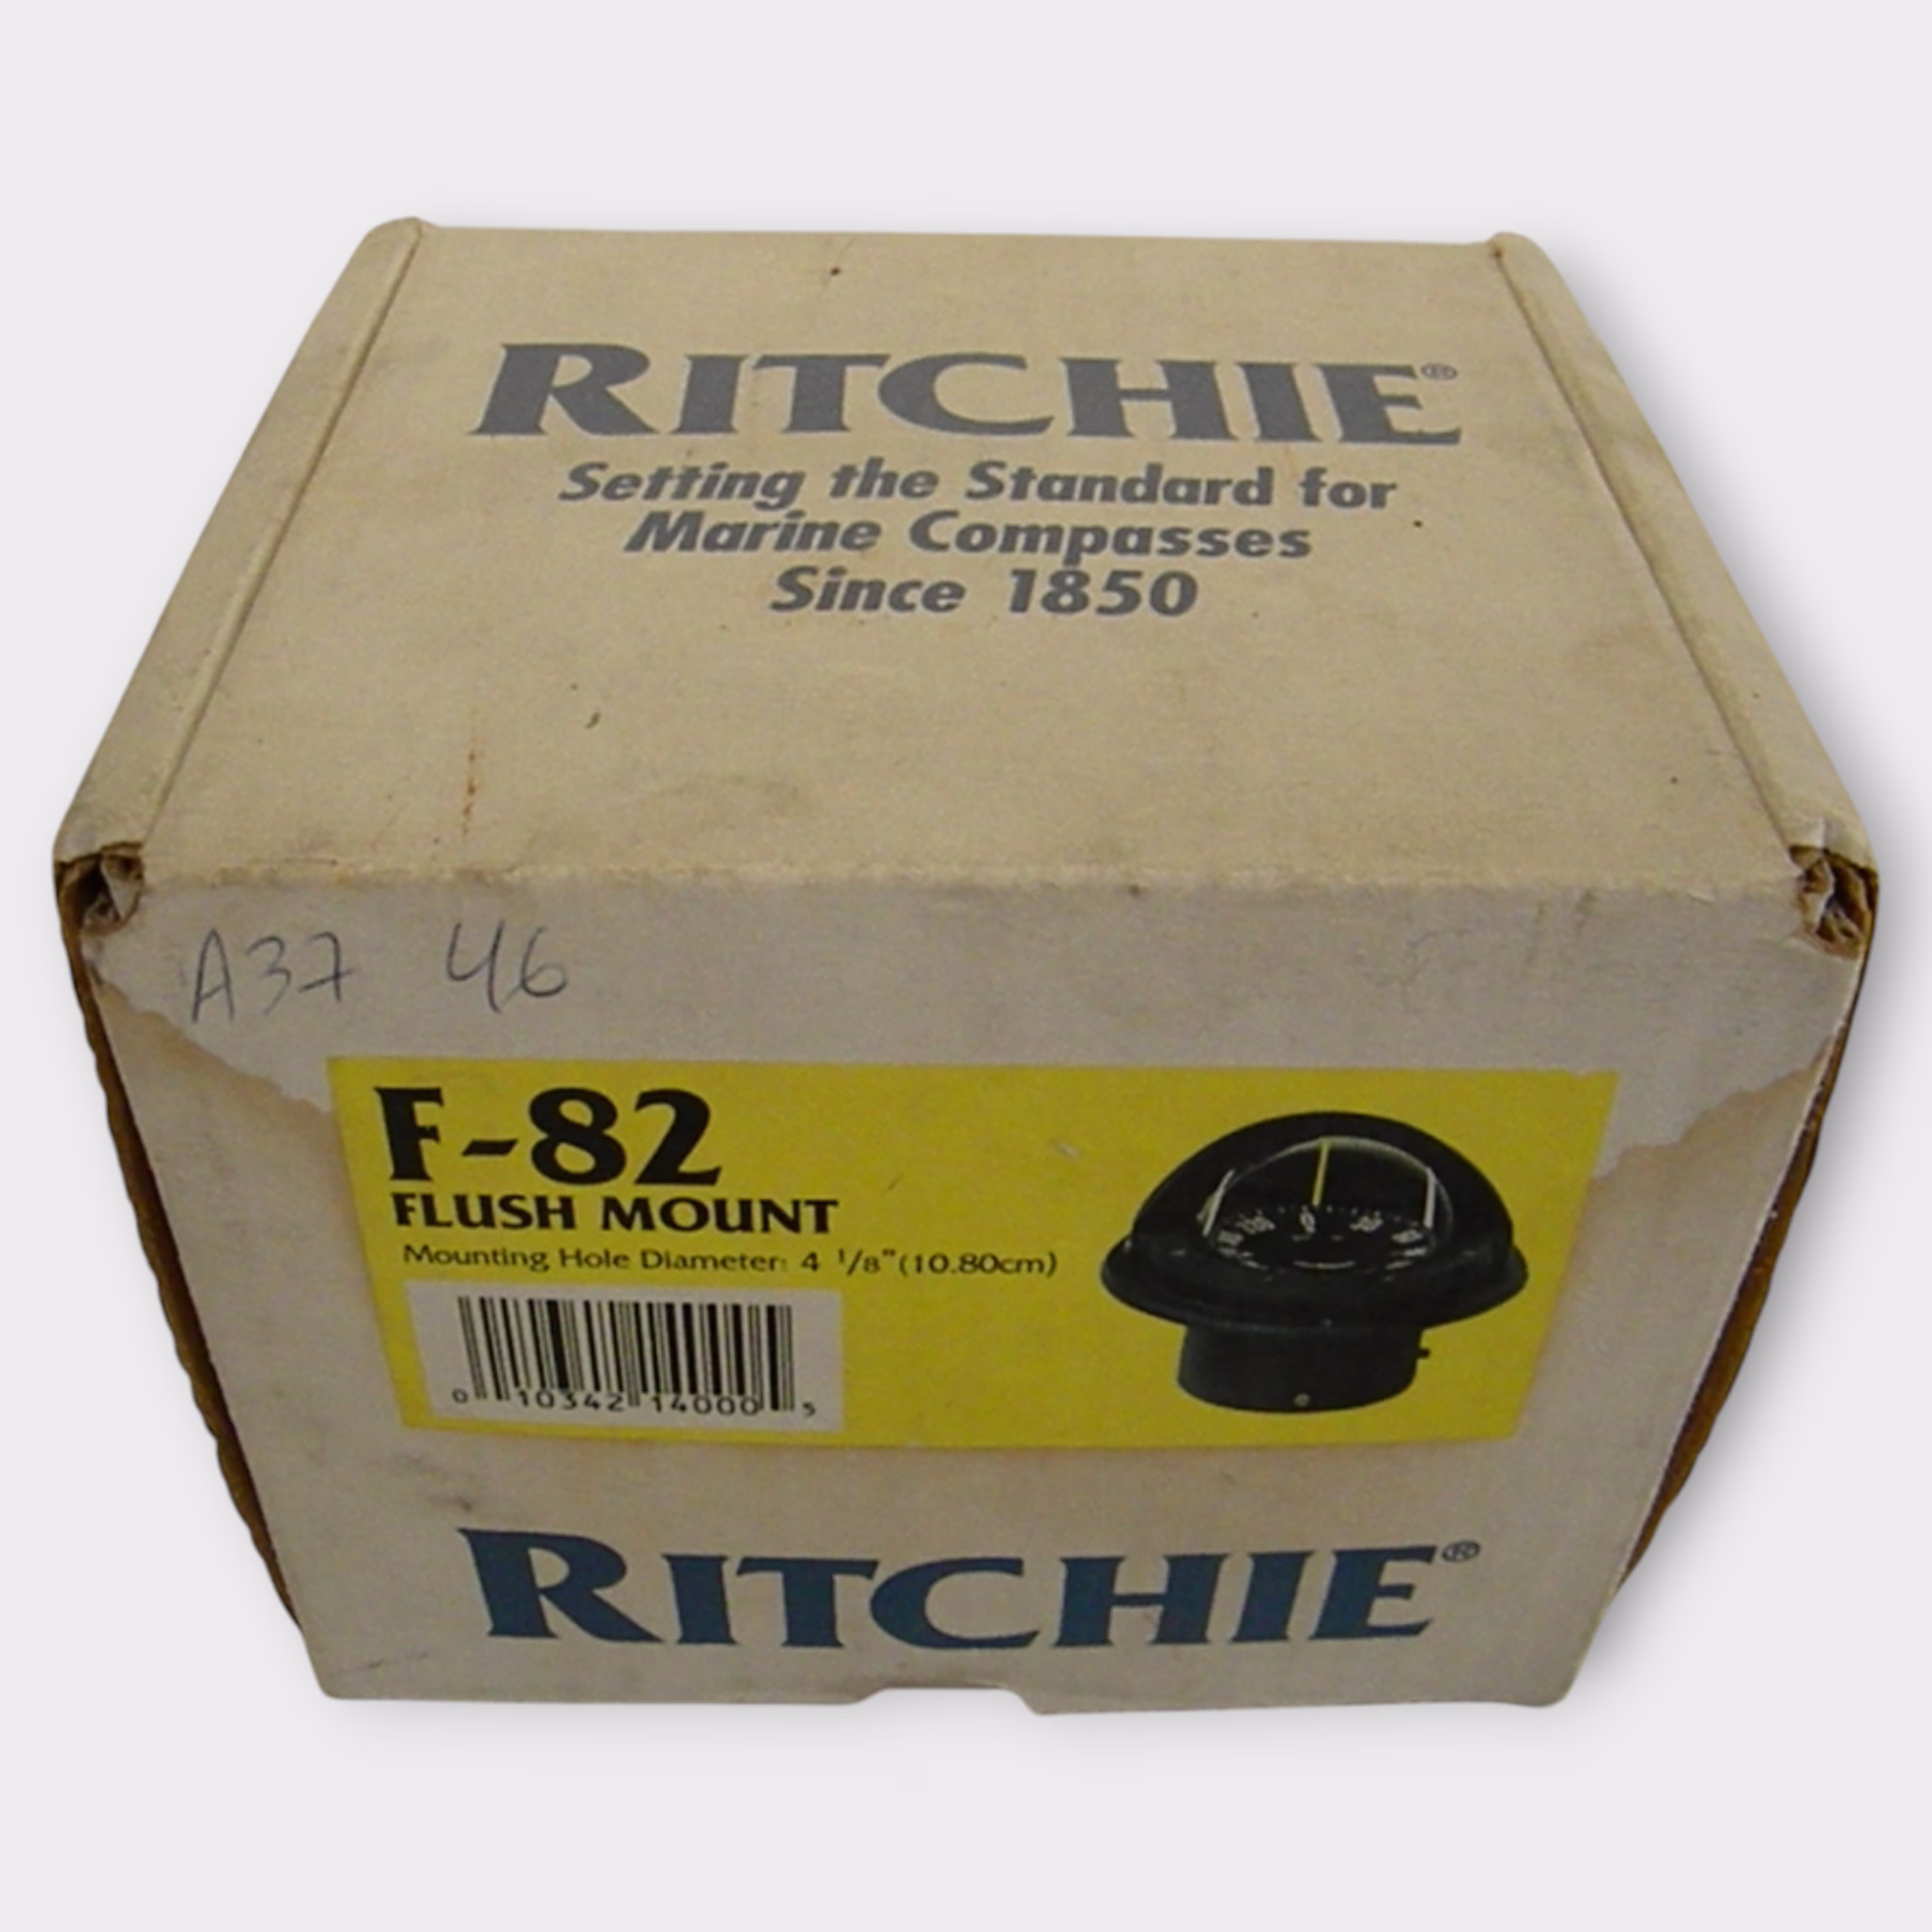 RITCHIE®
Setting the Standard for
Marine Compasses
Since 1850
A37 46
F-82
FLUSH MOUNT
Mounting Hole Diameter: 4 1/8" (10.80cm)
0 10342 14000 5
RITCHIE®